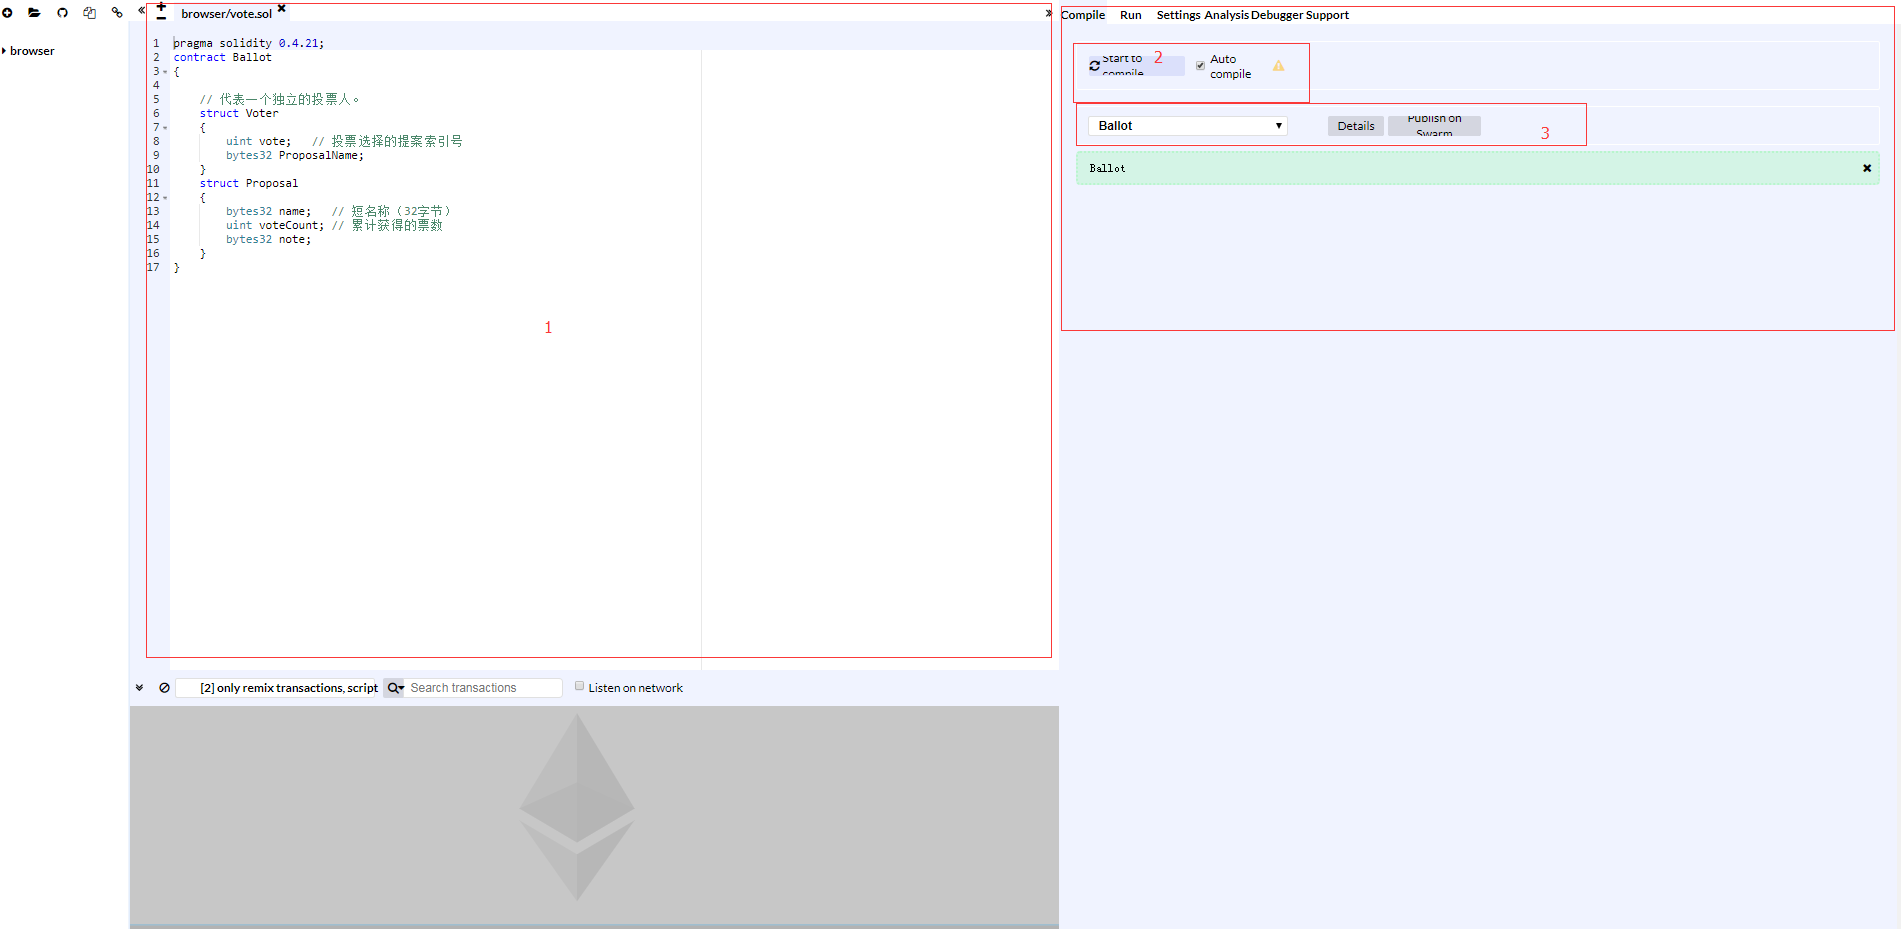 browser/vote.sol
Compile Run Settings Analysis Debugger Support
browser
1 pragma solidity 0.4.21;
2 contract Ballot
3 {
4
5 // 代表一个独立的投票人。
6 struct Voter
7 {
8 uint vote; // 投票选择的提案索引号
9 bytes32 ProposalName;
10 }
11 struct Proposal
12 {
13 bytes32 name; // 短名称（32字节）
14 uint voteCount; // 累计获得的票数
15 bytes32 note;
16 }
17 }
1
Start to compile
2
Auto
compile
Ballot
Details
Publish on Swarm
3
Ballot
[2] only remix transactions, script
Search transactions
Listen on network